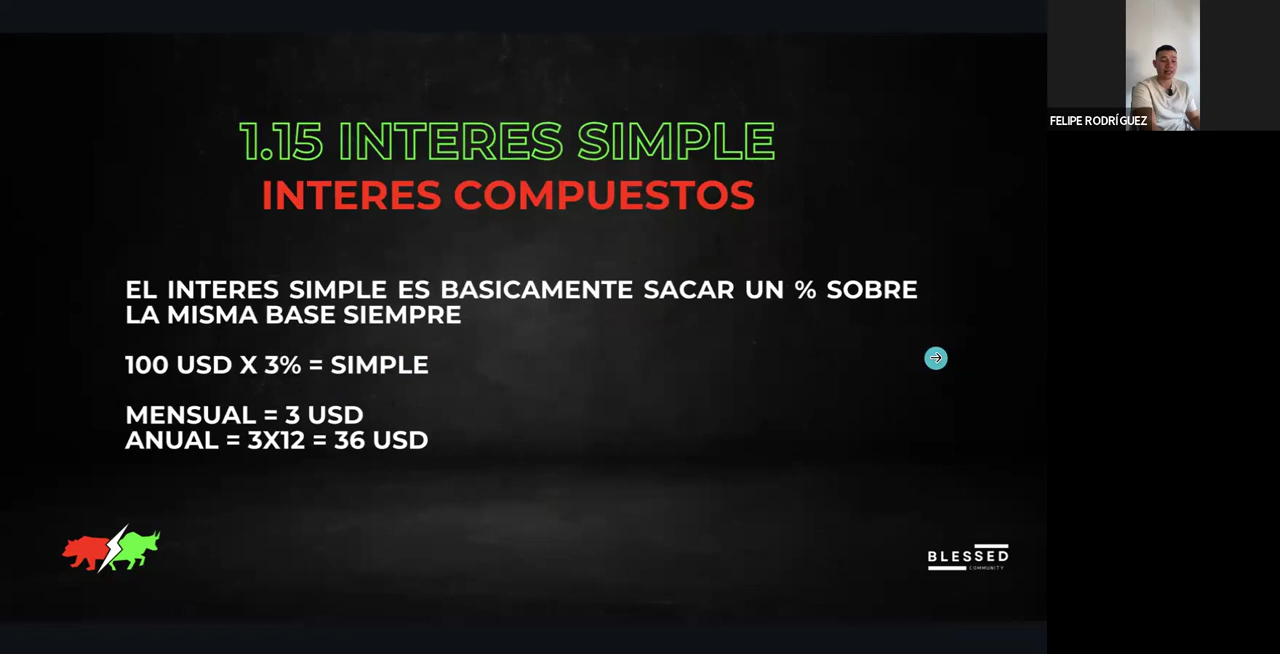 1.15 INTERES SIMPLE
INTERES COMPUESTOS
EL INTERES SIMPLE ES BASICAMENTE SACAR UN % SOBRE
LA MISMA BASE SIEMPRE
100 USD X 3% = SIMPLE
MENSUAL = 3 USD
ANUAL = 3X12 = 36 USD
BLESSED
COMMUNITY
FELIPE RODRÍGUEZ